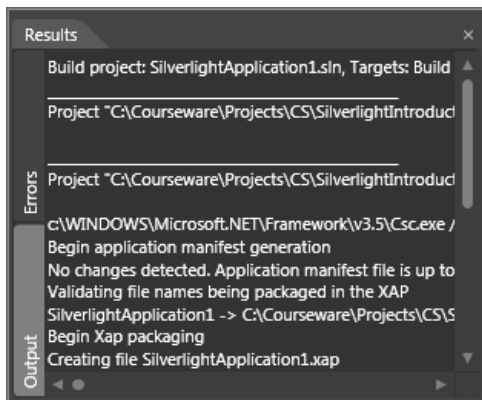 Results
Errors
Output
Build project: SilverlightApplication1.sln, Targets: Build
Project "C:\Courseware\Projects\CS\SilverlightIntroduct
Project "C:\Courseware\Projects\CS\SilverlightIntroduct
c:\WINDOWS\Microsoft.NET\Framework\v3.5\Csc.exe /
Begin application manifest generation
No changes detected. Application manifest file is up to
Validating file names being packaged in the XAP
SilverlightApplication1 -> C:\Courseware\Projects\CS\S
Begin Xap packaging
Creating file SilverlightApplication1.xap